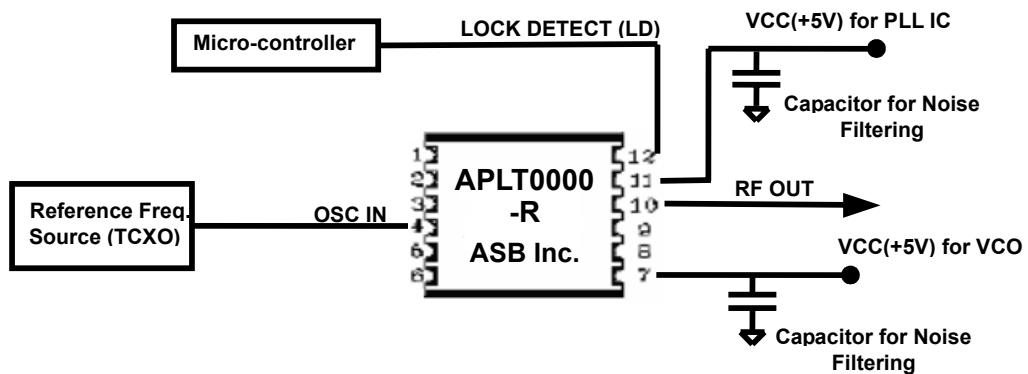 VCC(+5V) for PLL IC
LOCK DETECT (LD)
Micro-controller
Capacitor for Noise
Filtering
1
2
3
4
5
6
APLT0000
-R
ASB Inc.
12
11
10
9
8
7
RF OUT
Reference Freq.
Source (TCXO)
OSC IN
VCC(+5V) for VCO
Capacitor for Noise
Filtering